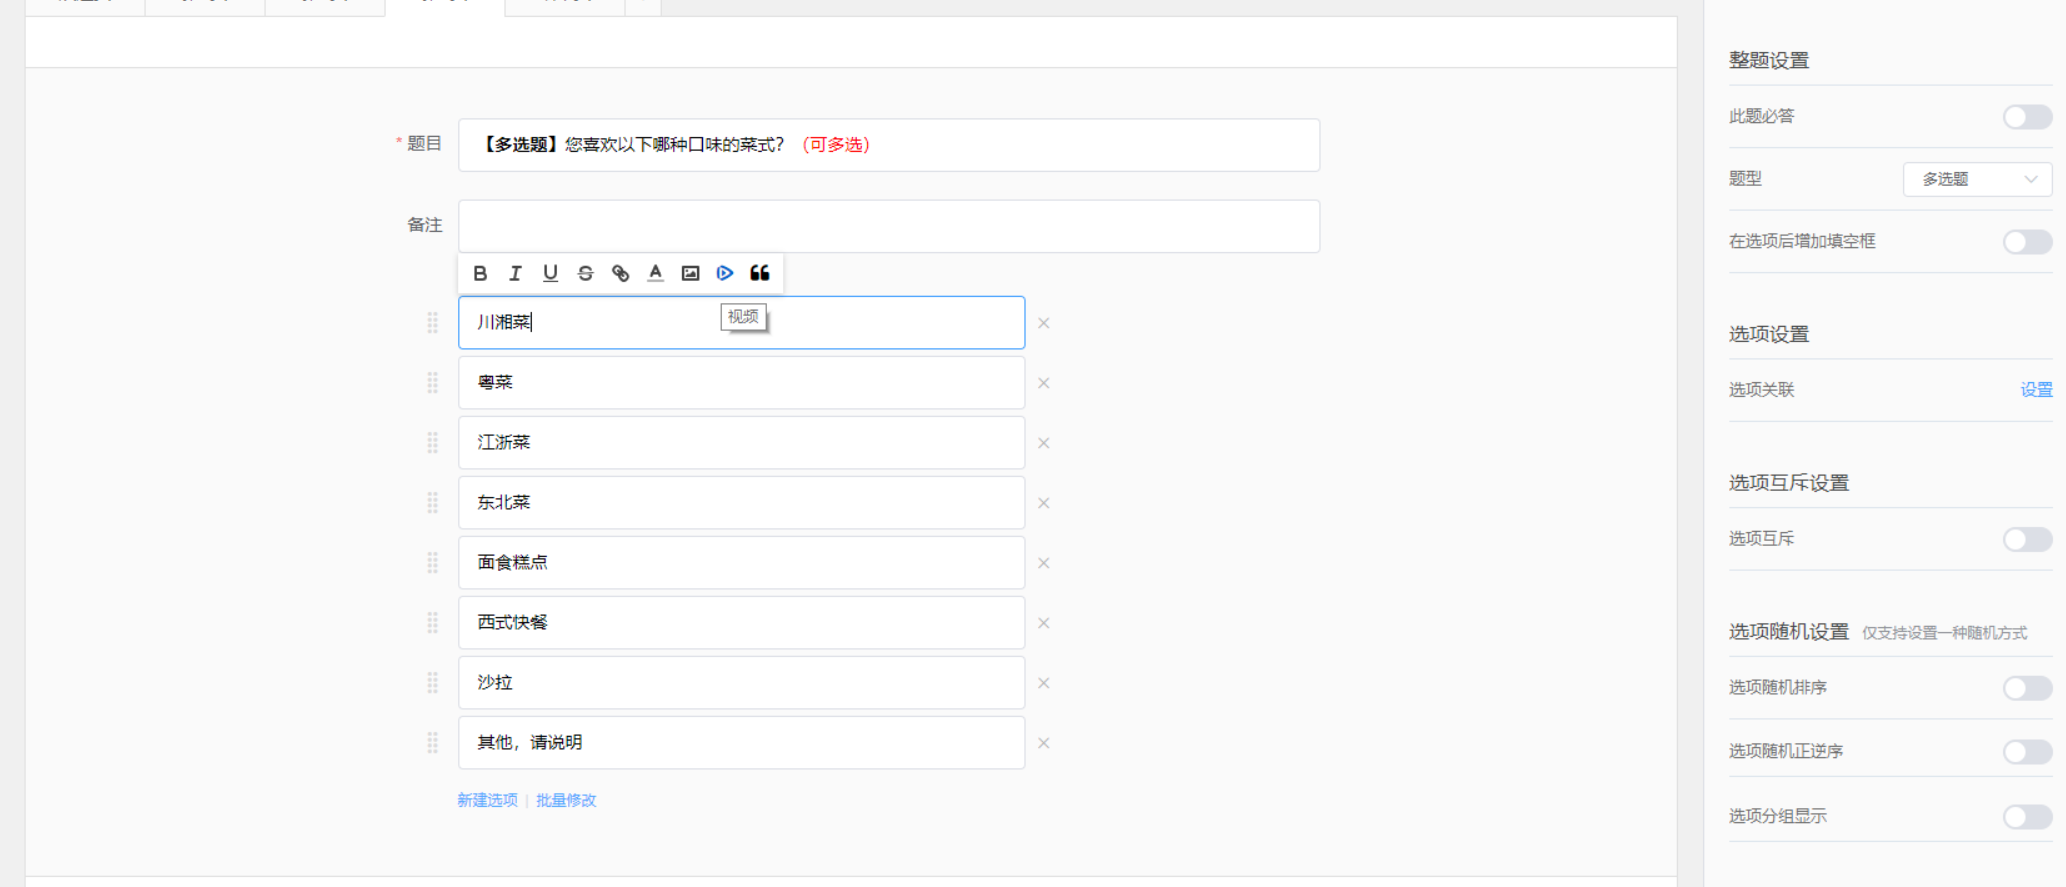 * 题目
【多选题】您喜欢以下哪种口味的菜式？（可多选）
备注
B I U S A
视频
川湘菜
粤菜
江浙菜
东北菜
面食糕点
西式快餐
沙拉
其他，请说明
新建选项 | 批量修改
整题设置
此题必答
题型 多选题
在选项后增加填空框
选项设置
选项关联 设置
选项互斥设置
选项互斥
选项随机设置 仅支持设置一种随机方式
选项随机排序
选项随机正逆序
选项分组显示